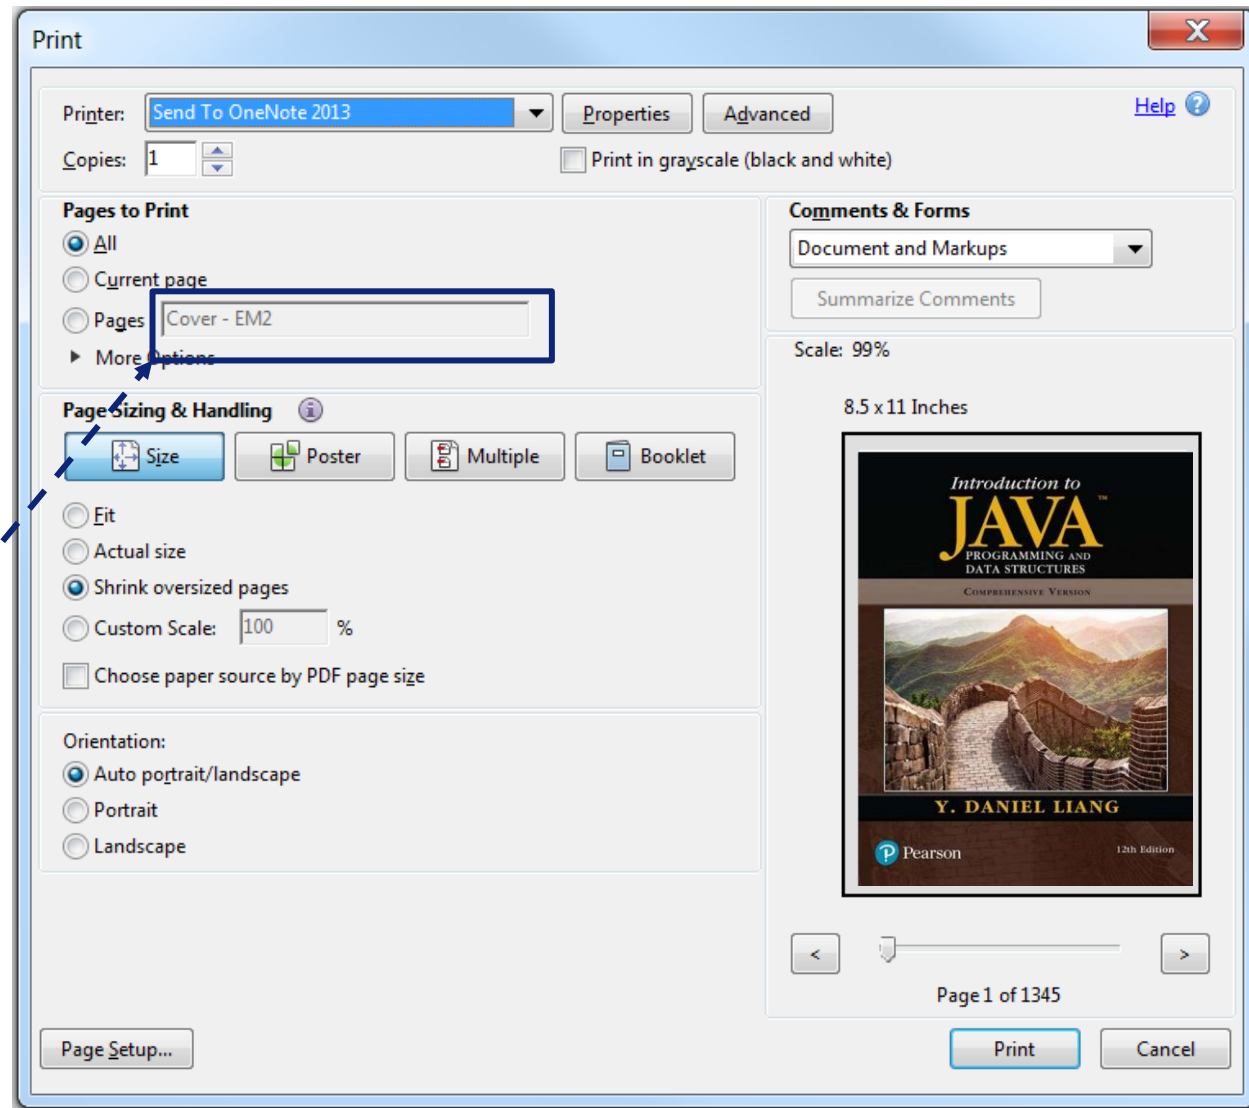 Print
Printer: Send To OneNote 2013 Properties Advanced Help
Copies: 1 Print in grayscale (black and white)
Pages to Print
All
Current page
Pages Cover - EM2
More Options
Comments & Forms
Document and Markups
Summarize Comments
Scale: 99%
8.5 x 11 Inches
Page Sizing & Handling
Size Poster Multiple Booklet
Fit
Actual size
Shrink oversized pages
Custom Scale: 100 %
Choose paper source by PDF page size
Orientation:
Auto portrait/landscape
Portrait
Landscape
Introduction to
JAVA™
PROGRAMMING AND
DATA STRUCTURES
COMPREHENSIVE VERSION
Y. DANIEL LIANG
P Pearson 12th Edition
< >
Page 1 of 1345
Page Setup... Print Cancel